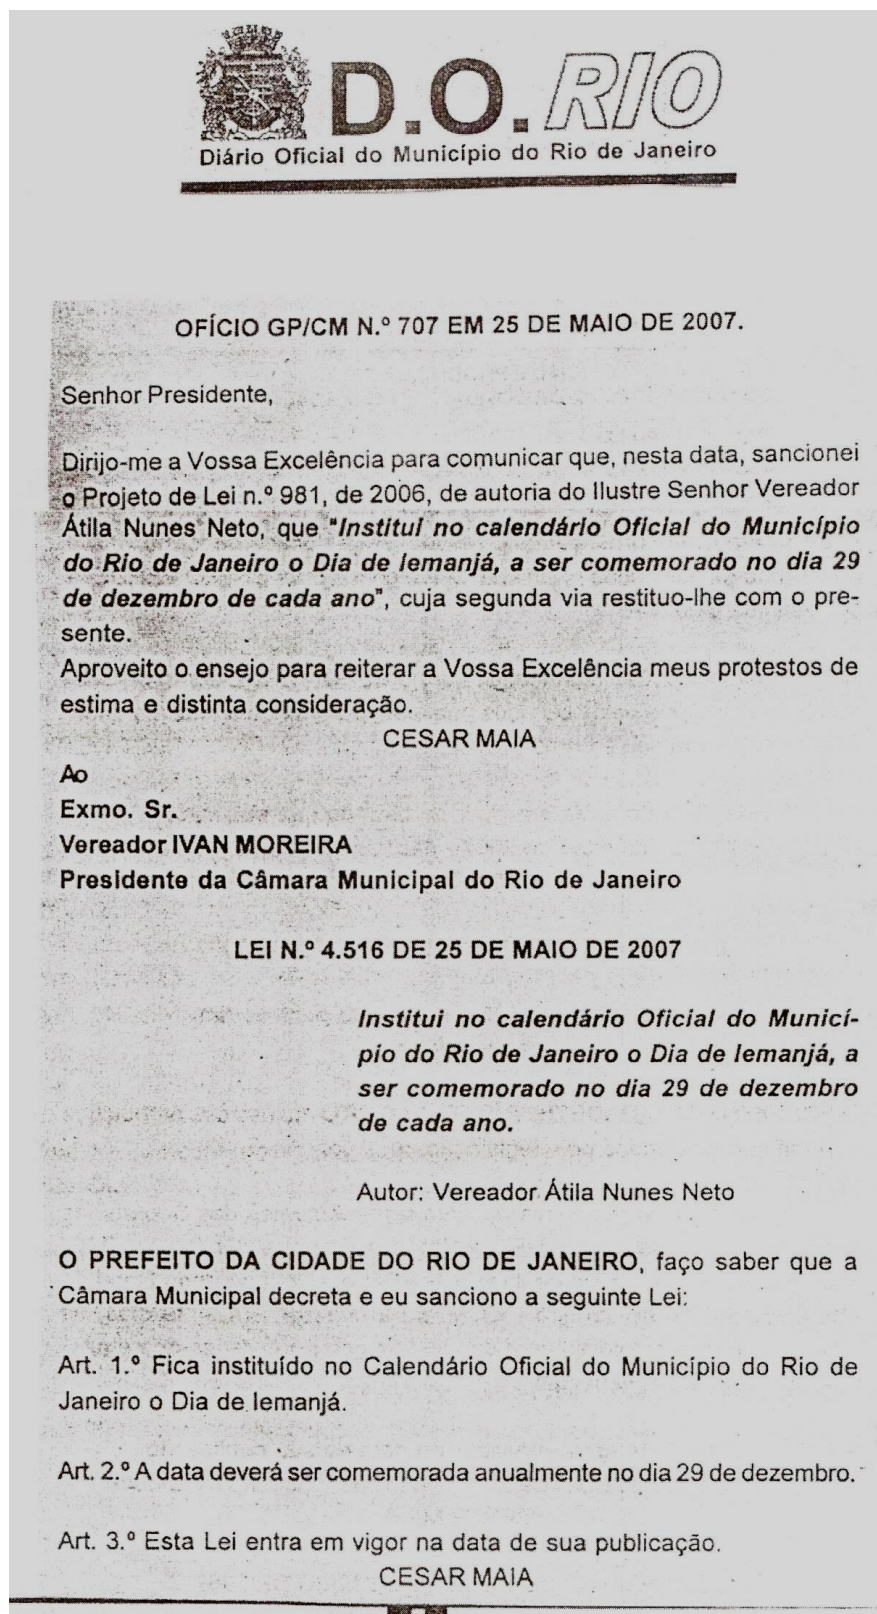 D.O.RIO
Diário Oficial do Município do Rio de Janeiro
OFÍCIO GP/CM N.º 707 EM 25 DE MAIO DE 2007.
Senhor Presidente,
Dirijo-me a Vossa Excelência para comunicar que, nesta data, sancionei
o Projeto de Lei n.º 981, de 2006, de autoria do Ilustre Senhor Vereador
Átila Nunes Neto, que "Institui no calendário Oficial do Município
do Rio de Janeiro o Dia de Iemanjá, a ser comemorado no dia 29
de dezembro de cada ano", cuja segunda via restituo-lhe com o pre-
sente.
Aproveito o ensejo para reiterar a Vossa Excelência meus protestos de
estima e distinta consideração.
CESAR MAIA
Ao
Exmo. Sr.
Vereador IVAN MOREIRA
Presidente da Câmara Municipal do Rio de Janeiro
LEI N.º 4.516 DE 25 DE MAIO DE 2007
Institui no calendário Oficial do Municí-
pio do Rio de Janeiro o Dia de Iemanjá, a
ser comemorado no dia 29 de dezembro
de cada ano.
Autor: Vereador Átila Nunes Neto
O PREFEITO DA CIDADE DO RIO DE JANEIRO, faço saber que a
Câmara Municipal decreta e eu sanciono a seguinte Lei:
Art. 1.º Fica instituído no Calendário Oficial do Município do Rio de
Janeiro o Dia de Iemanjá.
Art. 2.º A data deverá ser comemorada anualmente no dia 29 de dezembro.
Art. 3.º Esta Lei entra em vigor na data de sua publicação.
CESAR MAIA